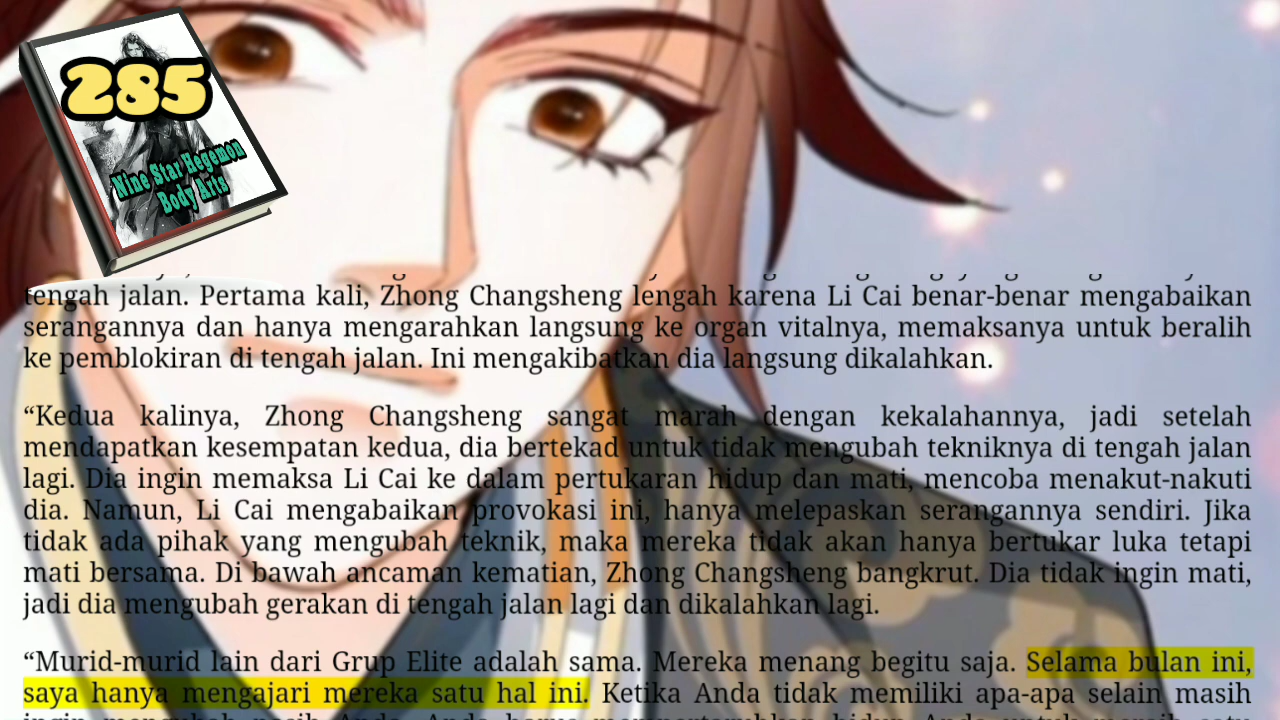 285
Nine Star Hegemon
Body Arts
tengah jalan. Pertama kali, Zhong Changsheng lengah karena Li Cai benar-benar mengabaikan
serangannya dan hanya mengarahkan langsung ke organ vitalnya, memaksanya untuk beralih
ke pemblokiran di tengah jalan. Ini mengakibatkan dia langsung dikalahkan.
“Kedua kalinya, Zhong Changsheng sangat marah dengan kekalahannya, jadi setelah
mendapatkan kesempatan kedua, dia bertekad untuk tidak mengubah tekniknya di tengah jalan
lagi. Dia ingin memaksa Li Cai ke dalam pertukaran hidup dan mati, mencoba menakut-nakuti
dia. Namun, Li Cai mengabaikan provokasi ini, hanya melepaskan serangannya sendiri. Jika
tidak ada pihak yang mengubah teknik, maka mereka tidak akan hanya bertukar luka tetapi
mati bersama. Di bawah ancaman kematian, Zhong Changsheng bangkrut. Dia tidak ingin mati,
jadi dia mengubah gerakan di tengah jalan lagi dan dikalahkan lagi.
“Murid-murid lain dari Grup Elite adalah sama. Mereka menang begitu saja. Selama bulan ini,
saya hanya mengajari mereka satu hal ini. Ketika Anda tidak memiliki apa-apa selain masih